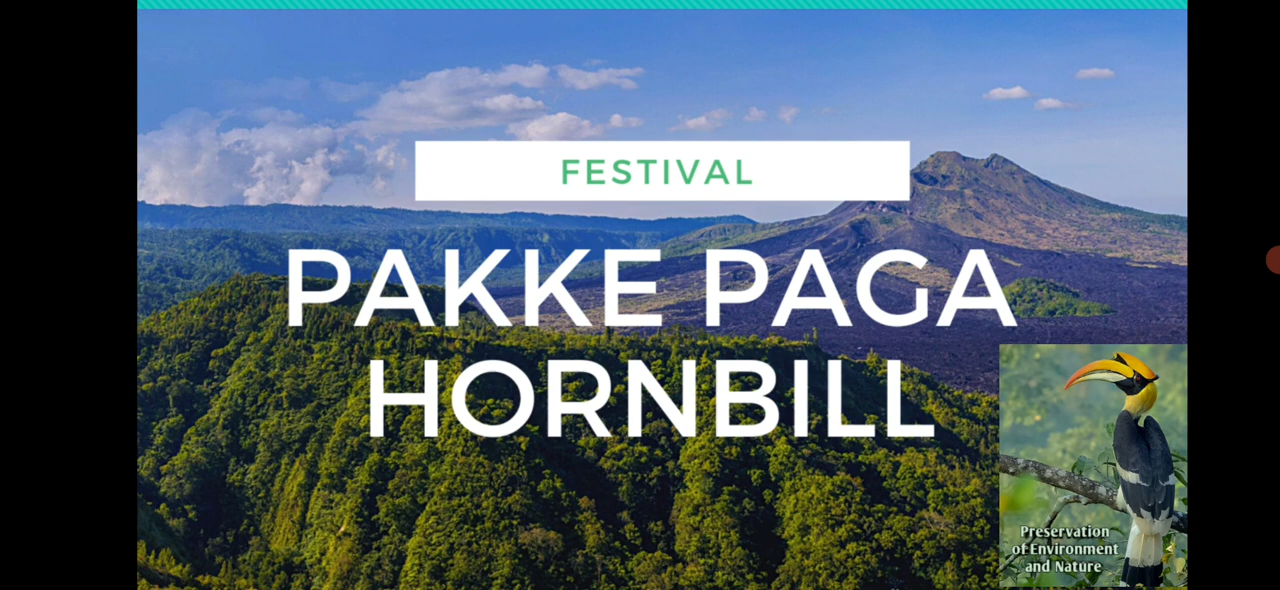 FESTIVAL
PAKKE PAGA
HORNBILL
Preservation
of Environment
and Nature